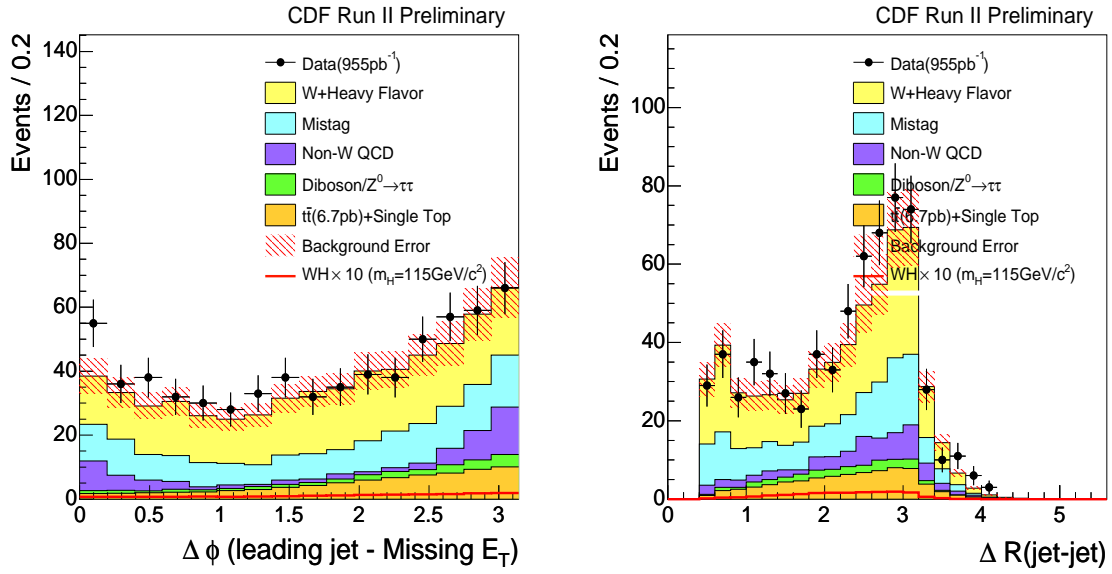 CDF Run II Preliminary
Events / 0.2
140
120
100
80
60
40
20
0
Data(955pb⁻¹)
W+Heavy Flavor
Mistag
Non-W QCD
Diboson/Z⁰→ττ
tt̄(6.7pb)+Single Top
Background Error
WH × 10 (m_H=115GeV/c²)
0 0.5 1 1.5 2 2.5 3
Δ ϕ (leading jet - Missing E_T)
CDF Run II Preliminary
Events / 0.2
100
80
60
40
20
0
Data(955pb⁻¹)
W+Heavy Flavor
Mistag
Non-W QCD
Diboson/Z⁰→ττ
tt̄(6.7pb)+Single Top
Background Error
WH × 10 (m_H=115GeV/c²)
0 1 2 3 4 5
Δ R(jet-jet)